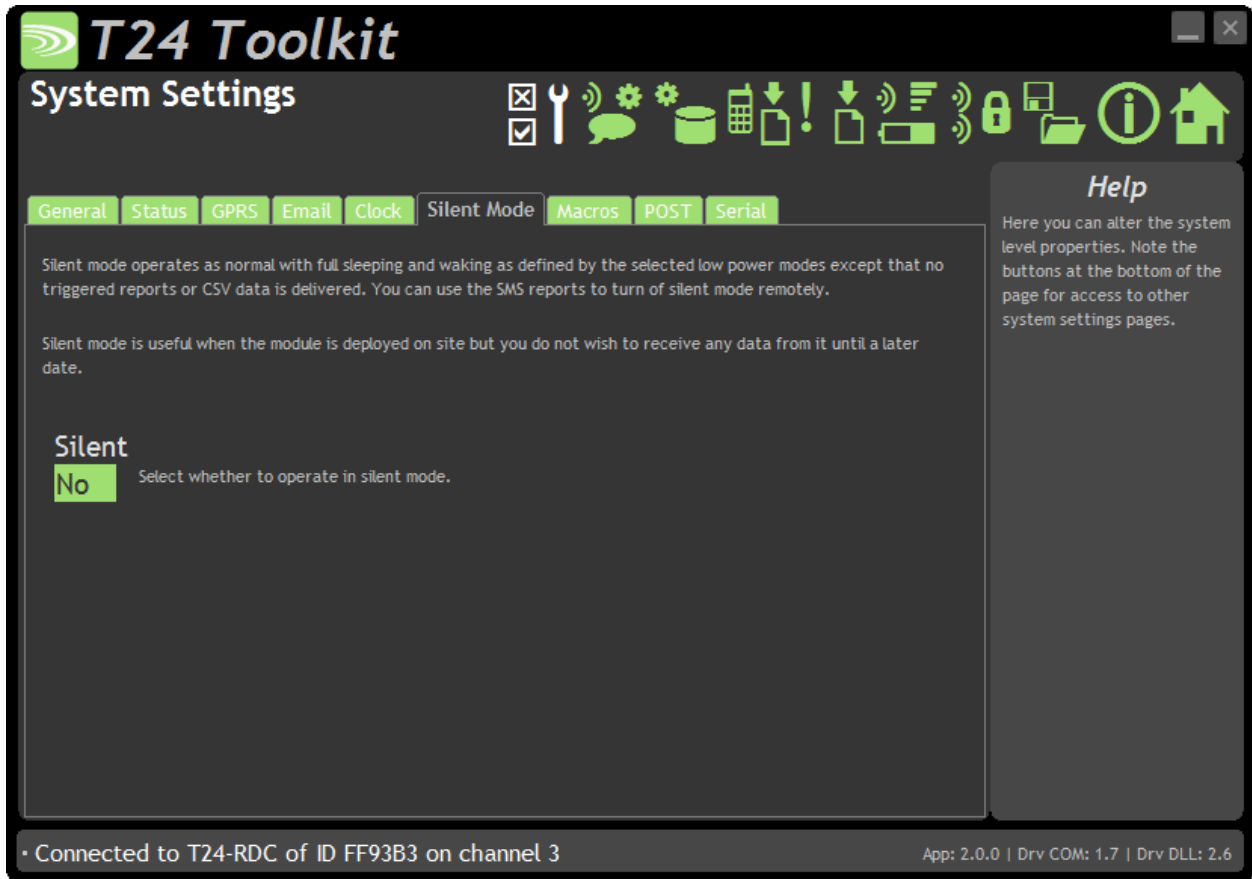 T24 Toolkit
System Settings
General Status GPRS Email Clock Silent Mode Macros POST Serial
Silent mode operates as normal with full sleeping and waking as defined by the selected low power modes except that no
triggered reports or CSV data is delivered. You can use the SMS reports to turn of silent mode remotely.
Silent mode is useful when the module is deployed on site but you do not wish to receive any data from it until a later
date.
Silent
No
Select whether to operate in silent mode.
Help
Here you can alter the system
level properties. Note the
buttons at the bottom of the
page for access to other
system settings pages.
Connected to T24-RDC of ID FF93B3 on channel 3
App: 2.0.0 | Drv COM: 1.7 | Drv DLL: 2.6